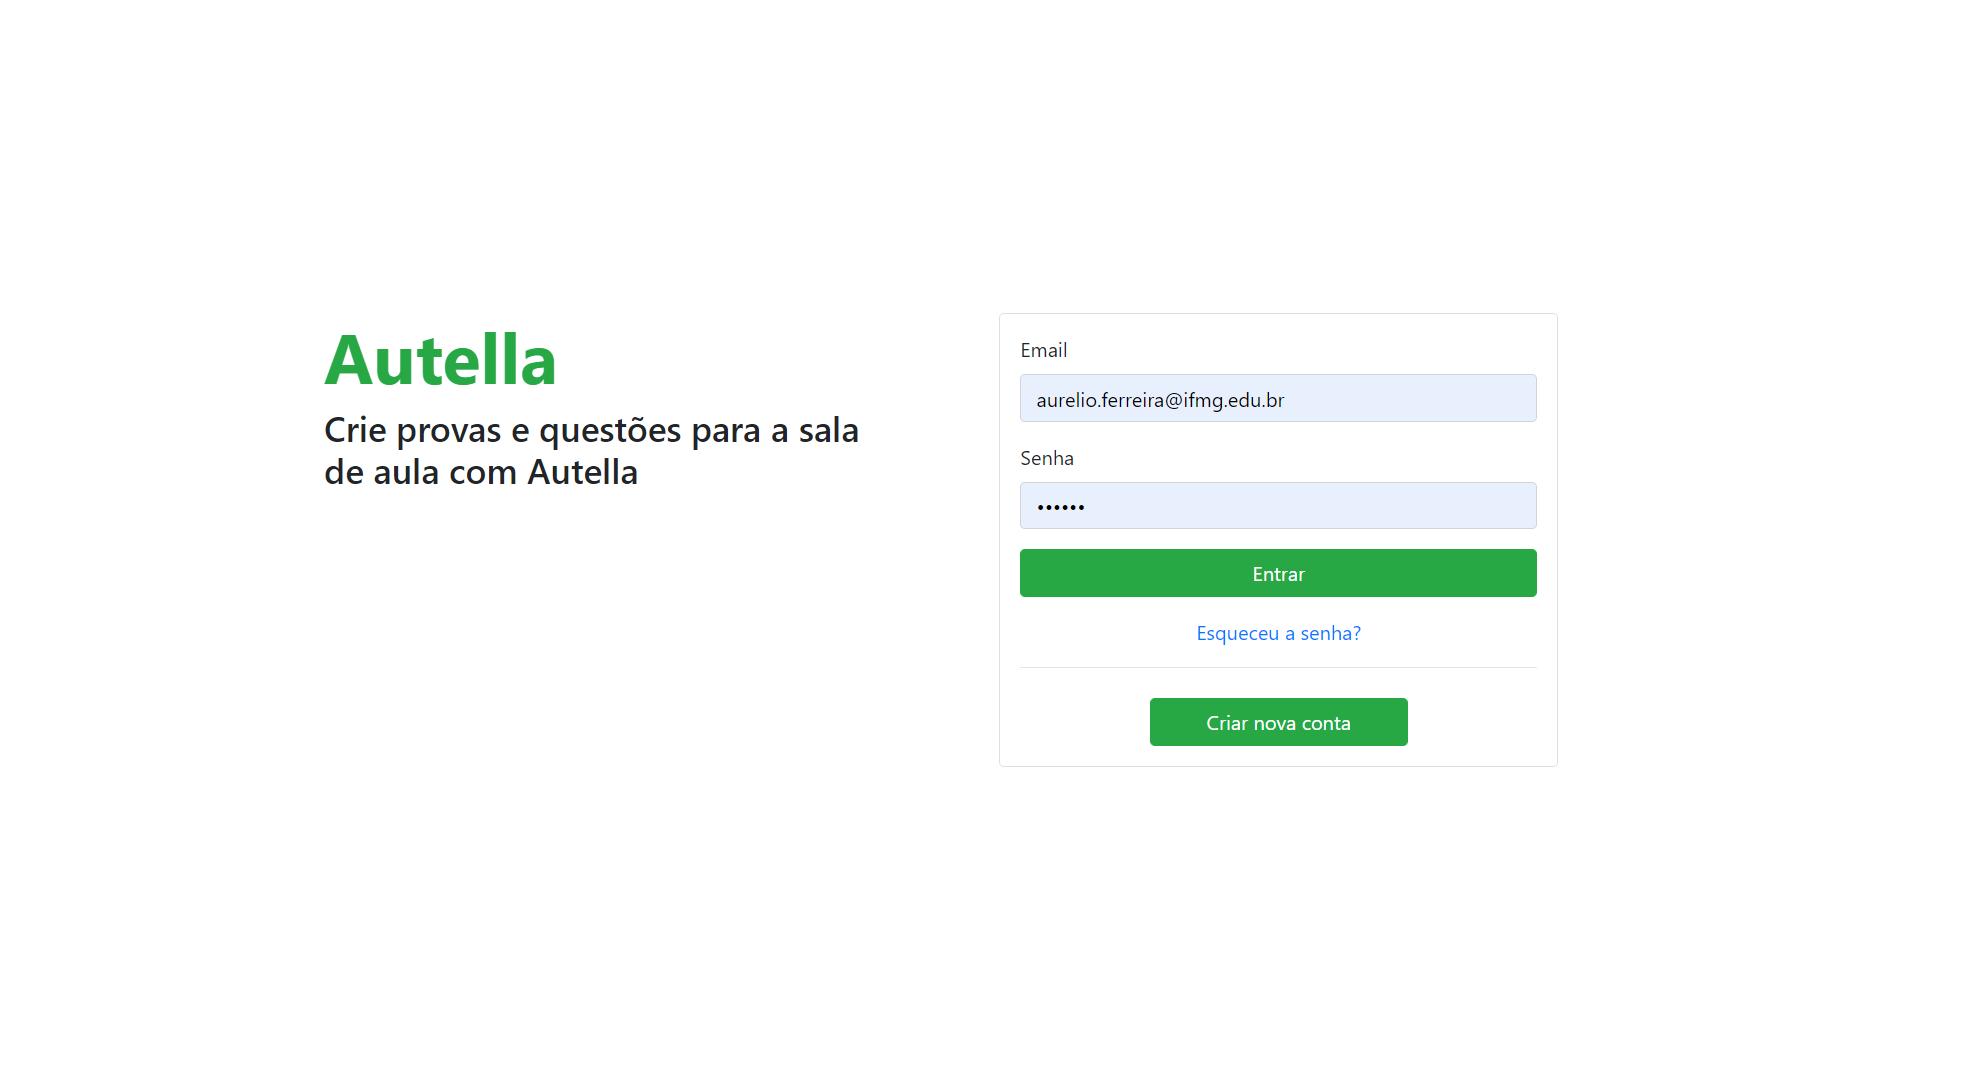 Autella
Crie provas e questões para a sala
de aula com Autella
Email
aurelio.ferreira@ifmg.edu.br
Senha
••••••
Entrar
Esqueceu a senha?
Criar nova conta